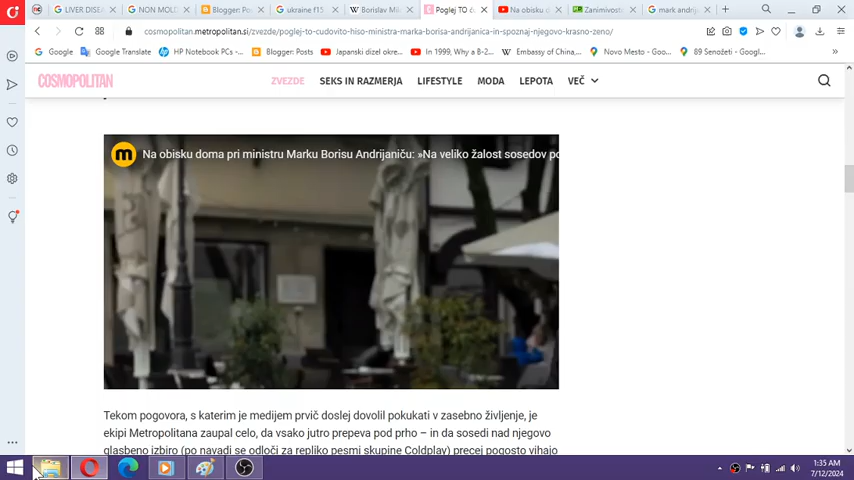 LIVER DISEA
NON MOLD
Blogger: Po
ukraine f15
Borislav Mil
Poglej TO č
Na obisku d
Zanimivost
mark andrij
cosmopolitan.metropolitan.si/zvezde/poglej-to-cudovito-hiso-ministra-marka-borisa-andrijanica-in-spoznaj-njegovo-krasno-zeno/
Google
Google Translate
HP Notebook PCs -...
Blogger: Posts
Japanski dizel okre...
In 1999, Why a B-2...
Embassy of China,...
Novo Mesto - Goo...
89 Senožeti - Googl...
COSMOPOLITAN
ZVEZDE
SEKS IN RAZMERJA
LIFESTYLE
MODA
LEPOTA
VEČ
m
Na obisku doma pri ministru Marku Borisu Andrijaniču: »Na veliko žalost sosedov po
Tekom pogovora, s katerim je medijem prvič doslej dovolil pokukati v zasebno življenje, je
ekipi Metropolitana zaupal celo, da vsako jutro prepeva pod prho – in da sosedi nad njegovo
glasbeno izbiro (po navadi se odloči za repliko pesmi skupine Coldplay) precej pogosto vihajo
1:35 AM
7/12/2024